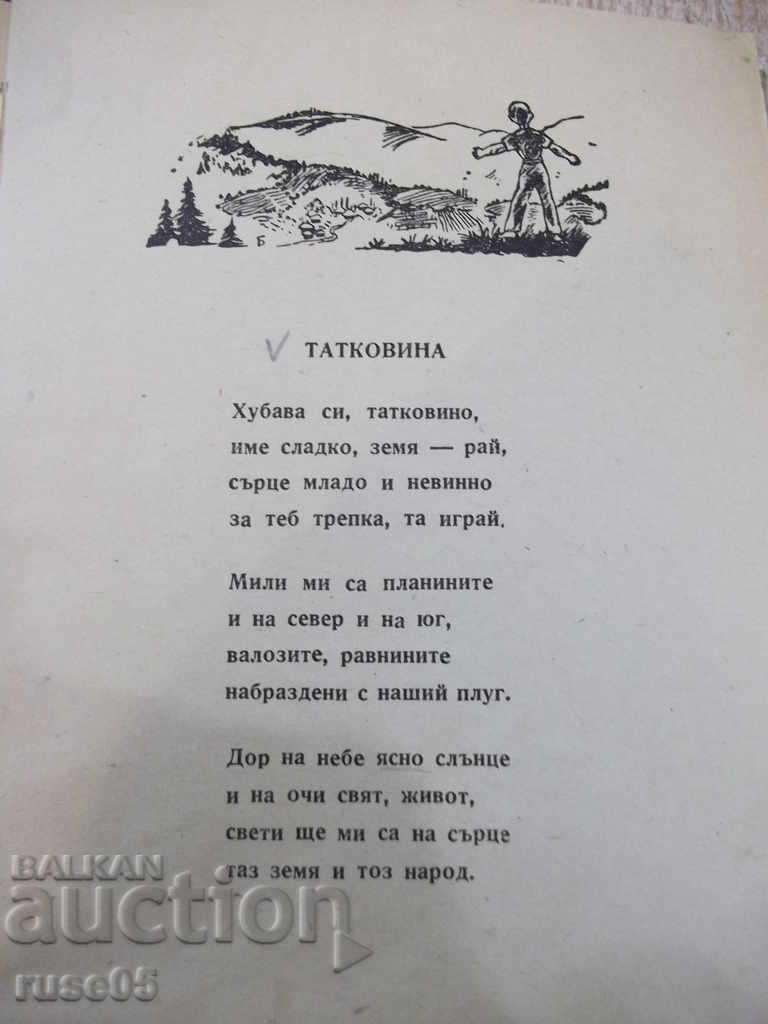 Б
ТАТКОВИНА
Хубава си, татковино,
име сладко, земя — рай,
сърце младо и невинно
за теб трепка, та играй.
Мили ми са планините
и на север и на юг,
валозите, равнините
набраздени с наший плуг.
Дор на небе ясно слънце
и на очи свят, живот,
свети ще ми са на сърце
таз земя и тоз народ.
BALKAN
auction
ruse05